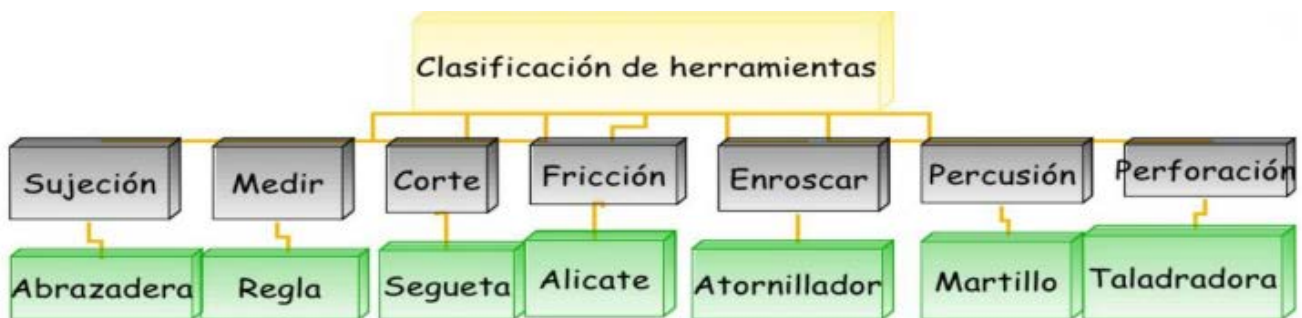 Clasificación de herramientas
Sujeción
Medir
Corte
Fricción
Enroscar
Percusión
Perforación
Abrazadera
Regla
Segueta
Alicate
Atornillador
Martillo
Taladradora